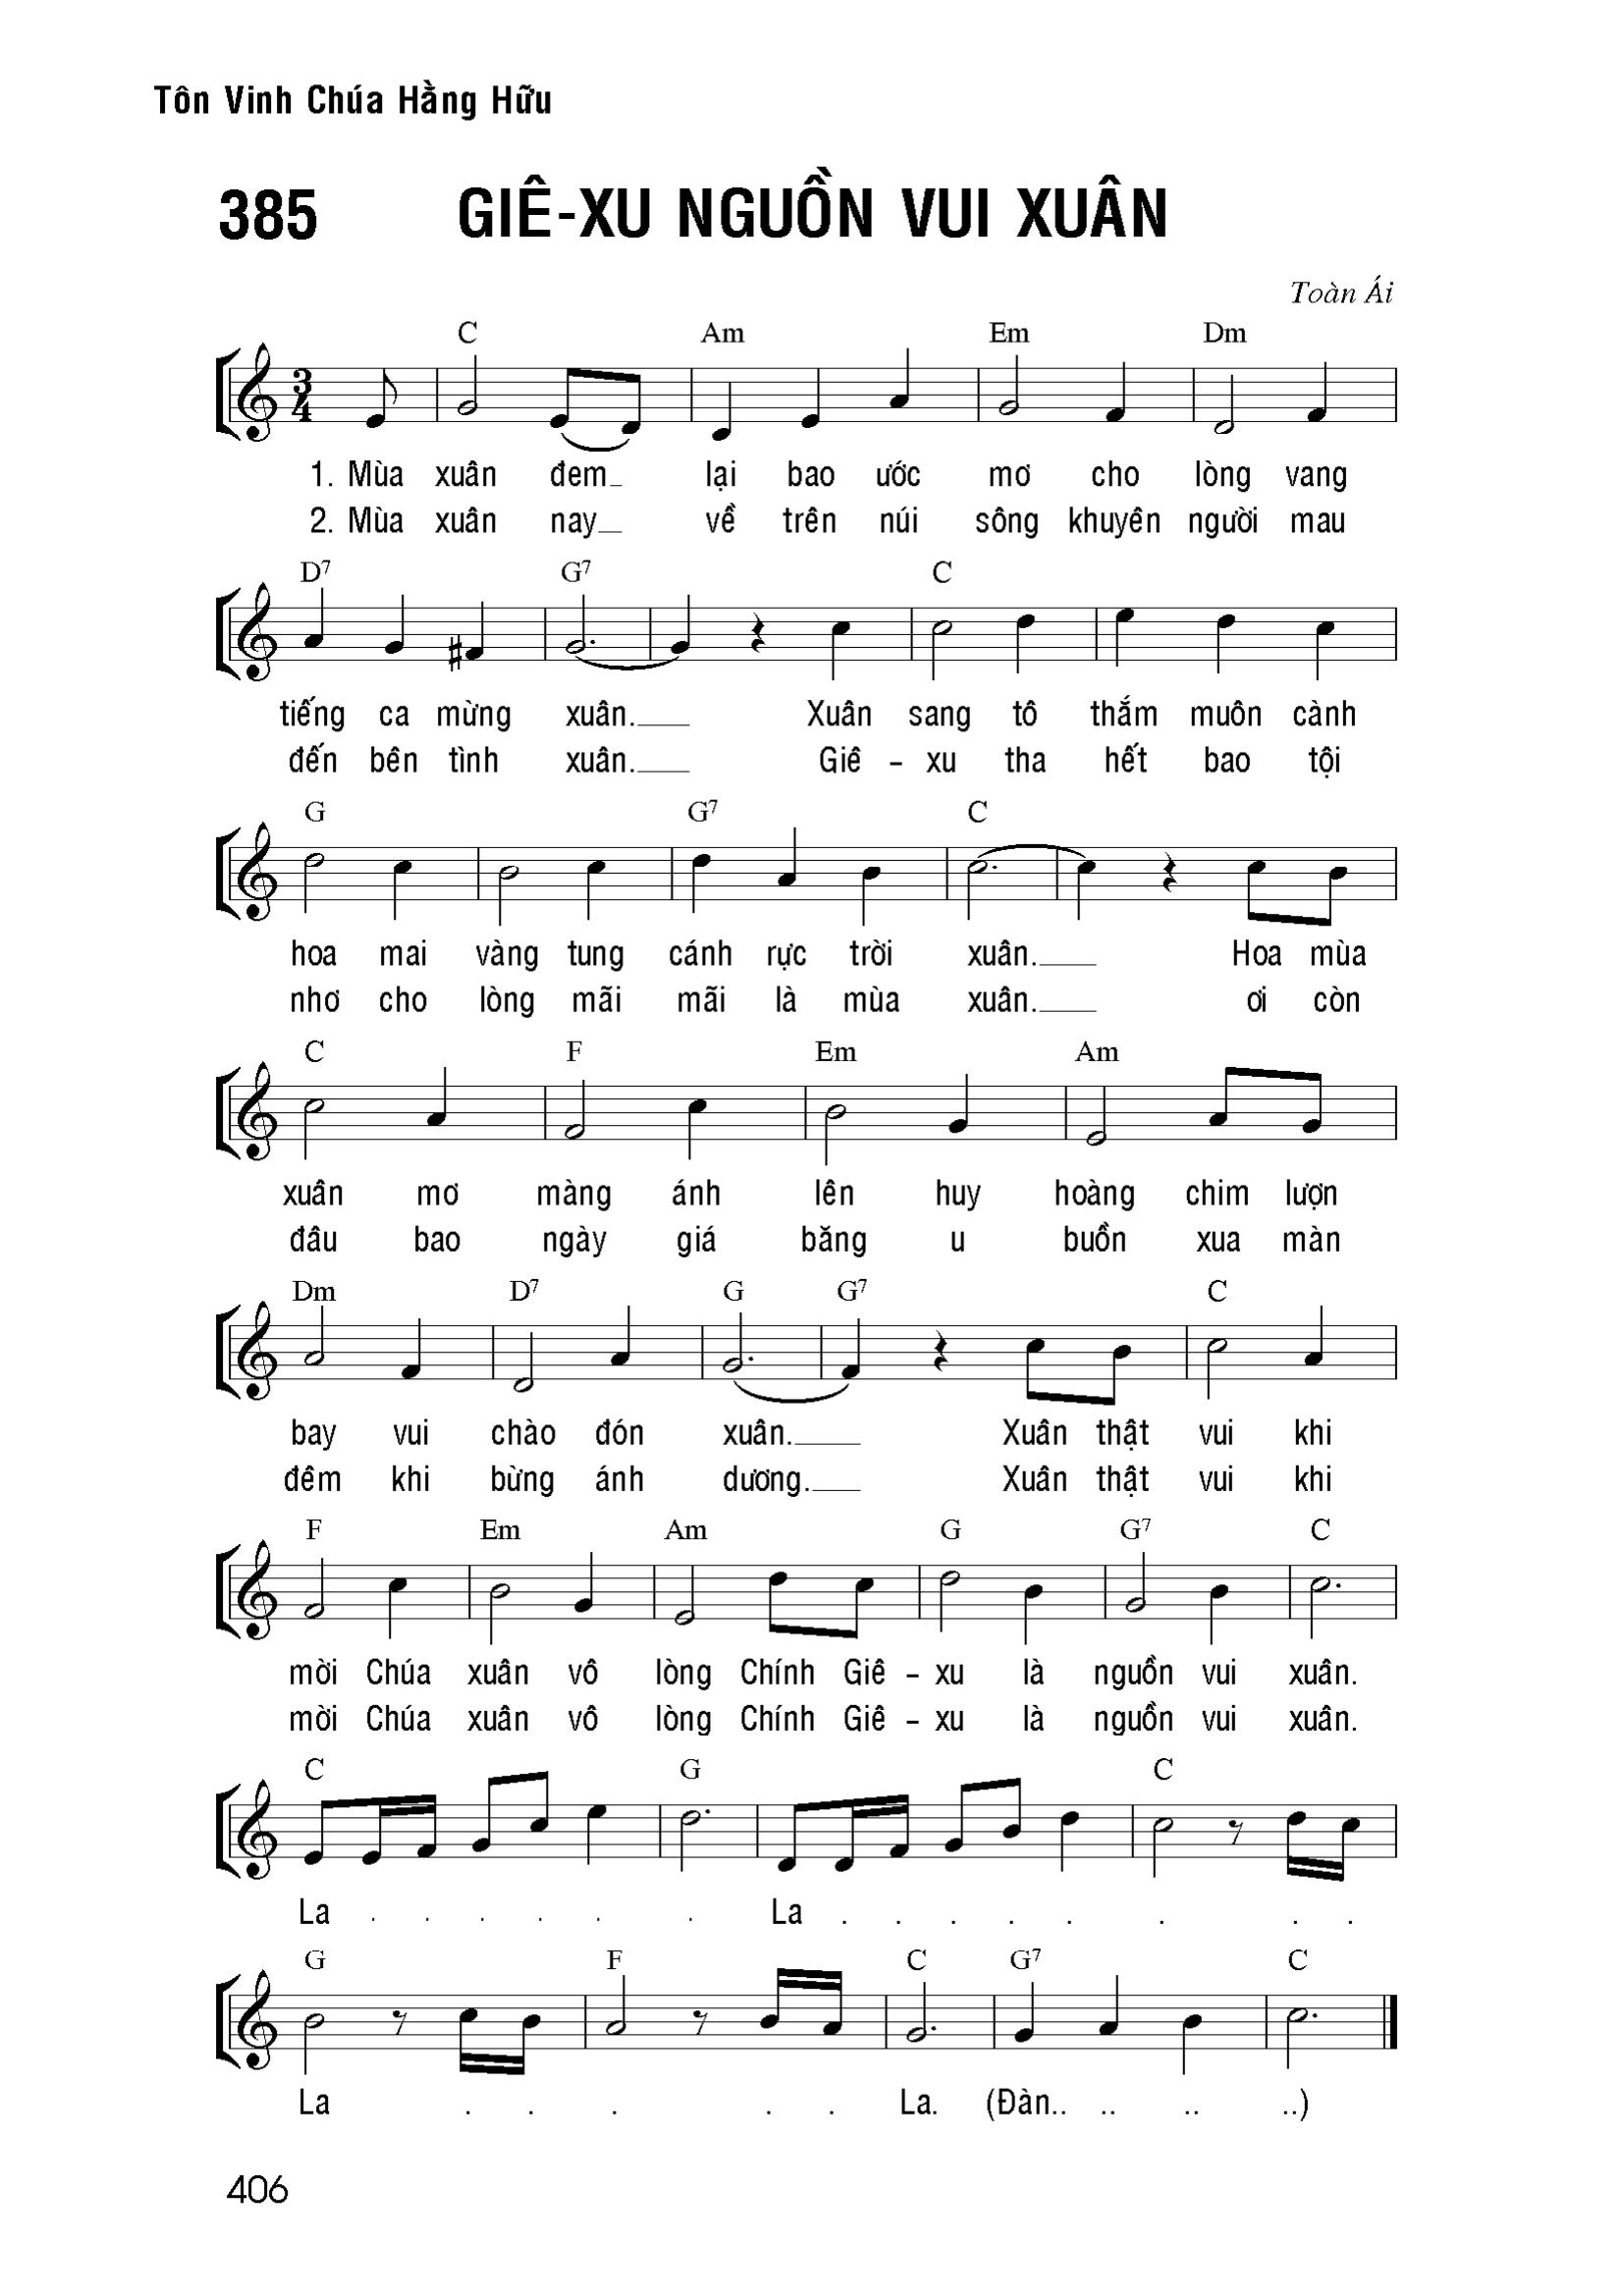 Tôn Vinh Chúa Hằng Hữu
385 GIÊ-XU NGUỒN VUI XUÂN
Toàn Ái
C Am Em Dm
3
4
1. Mùa xuân đem_ lại bao ước mơ cho lòng vang
2. Mùa xuân nay_ về trên núi sông khuyên người mau
D7 G7 C
tiếng ca mừng xuân.___ Xuân sang tô thắm muôn cành
đến bên tình xuân.___ Giê - xu tha hết bao tội
G G7 C
hoa mai vàng tung cánh rực trời xuân.___ Hoa mùa
nhơ cho lòng mãi mãi là mùa xuân.___ ơi còn
C F Em Am
xuân mơ màng ánh lên huy hoàng chim lượn
đâu bao ngày giá băng u buồn xua màn
Dm D7 G G7 C
bay vui chào đón xuân.___ Xuân thật vui khi
đêm khi bừng ánh dương.___ Xuân thật vui khi
F Em Am G G7 C
mời Chúa xuân vô lòng Chính Giê - xu là nguồn vui xuân.
mời Chúa xuân vô lòng Chính Giê - xu là nguồn vui xuân.
C G C
La . . . . . . La . . . . . . . .
G F C G7 C
La . . . . . La. (Đàn.. .. .. ..)
406